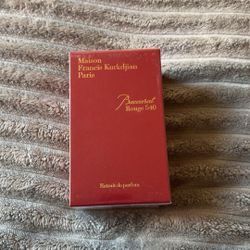 Maison
Francis Kurkdjian
Paris
Baccarat
Rouge 540
Extrait de parfum